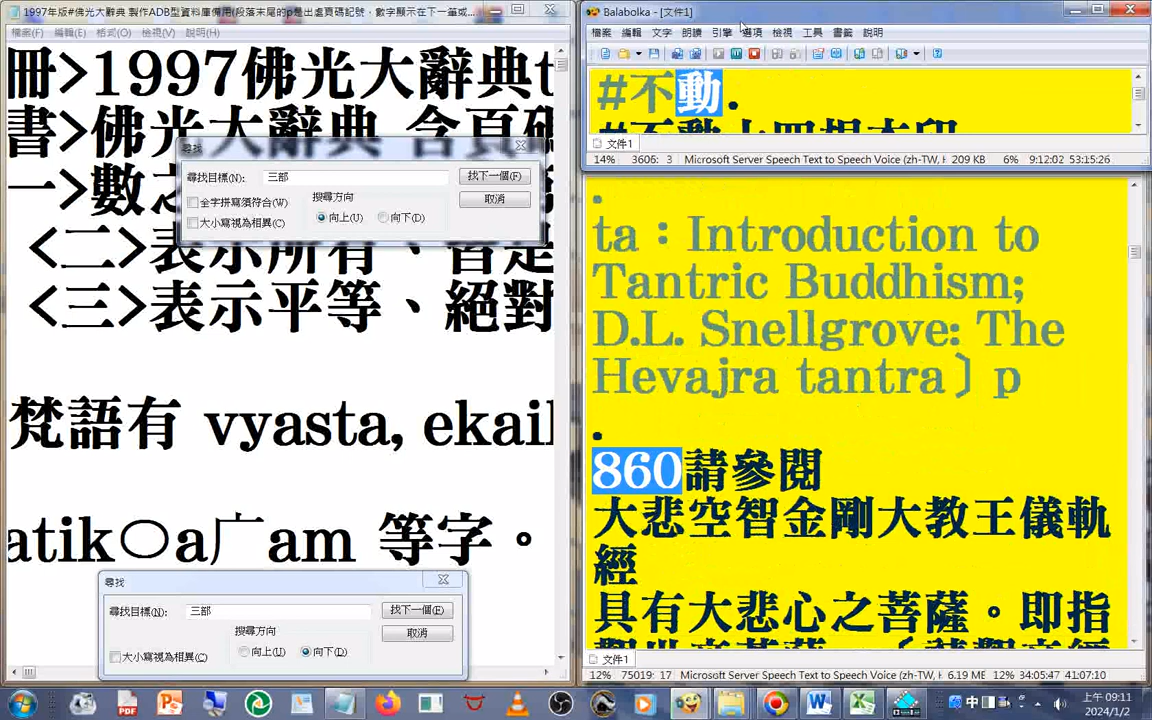 1997年版#佛光大辭典 製作ADB型資料庫備用(段落末尾的p是出處頁碼記號、數字顯示在下一筆或...
檔案(F) 編輯(E) 格式(O) 檢視(V) 說明(H)
冊>1997佛光大辭典t
書>佛光大辭典 含頁碼
一>數之
<二>表示所有、皆是
<三>表示平等、絕對
梵語有 vyasta, ekail
atik○a广am 等字。
尋找
尋找目標(N): 三部 找下一個(F)
全字拼寫須符合(W) 搜尋方向 取消
大小寫視為相異(C) 向上(U) 向下(D)
尋找
尋找目標(N): 三部 找下一個(F)
搜尋方向 取消
大小寫視為相異(C) 向上(U) 向下(D)
Balabolka - [文件1]
檔案 編輯 文字 朗讀 引擎 選項 檢視 工具 書籤 說明
#不動.
#不動十四根本印
文件1
14% 3606: 3 Microsoft Server Speech Text to Speech Voice (zh-TW, H 209 KB 6% 9:12:02 53:15:26
.
ta：Introduction to
Tantric Buddhism;
D.L. Snellgrove: The
Hevajra tantra〕p
.
860請參閱
大悲空智金剛大教王儀軌
經
具有大悲心之菩薩。即指
文件1
12% 75019: 17 Microsoft Server Speech Text to Speech Voice (zh-TW, H 6.19 MB 12% 34:05:47 41:07:10
上午 09:11
2024/1/2